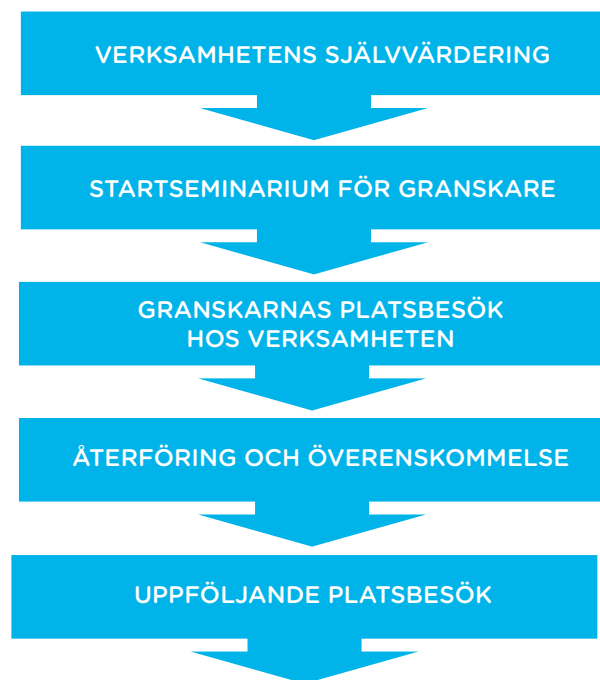 VERKSAMHETENS SJÄLVVÄRDERING
STARTSEMINARIUM FÖR GRANSKARE
GRANSKARNAS PLATSBESÖK
HOS VERKSAMHETEN
ÅTERFÖRING OCH ÖVERENSKOMMELSE
UPPFÖLJANDE PLATSBESÖK